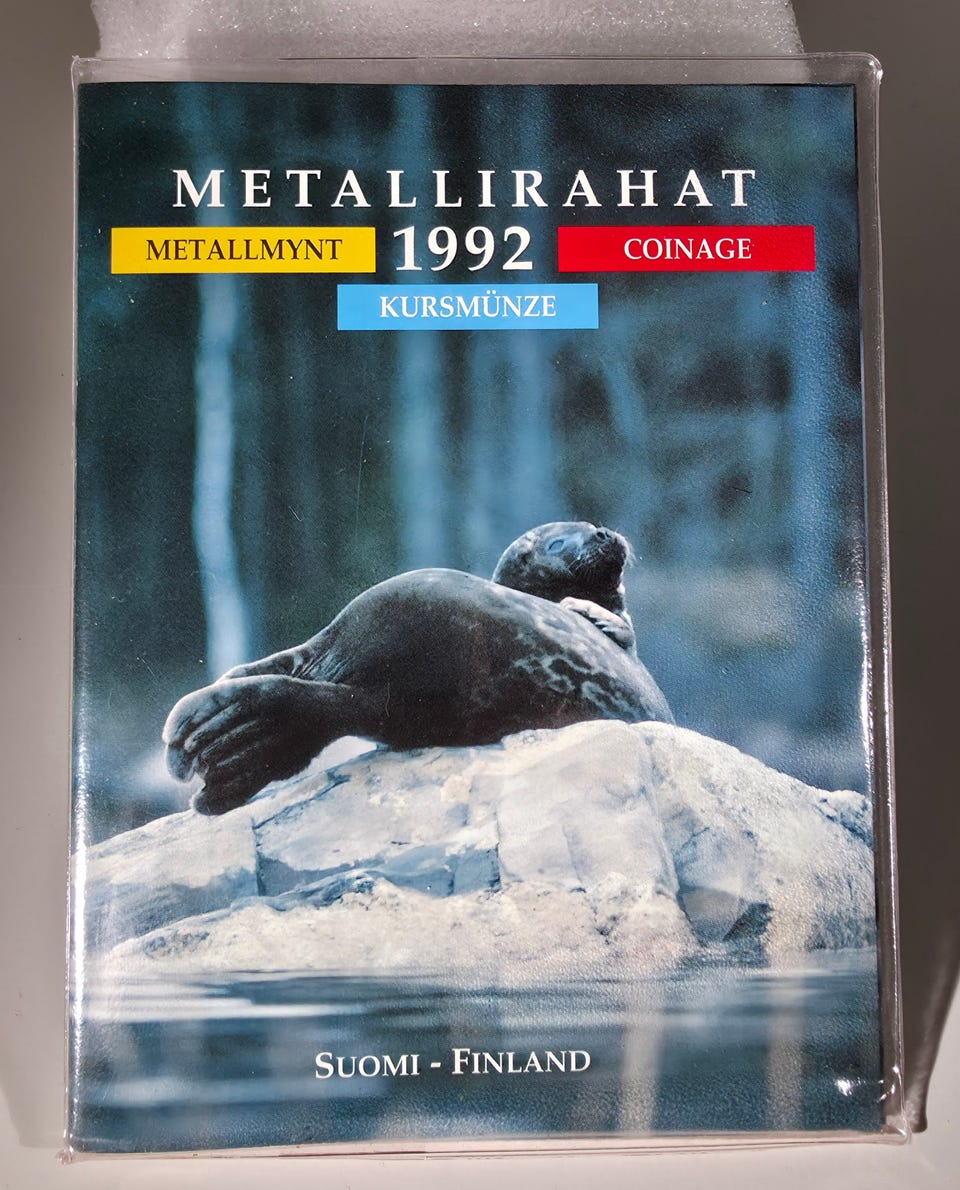 METALLIRAHAT
METALLMYNT 1992 COINAGE
KURSMÜNZE
SUOMI - FINLAND